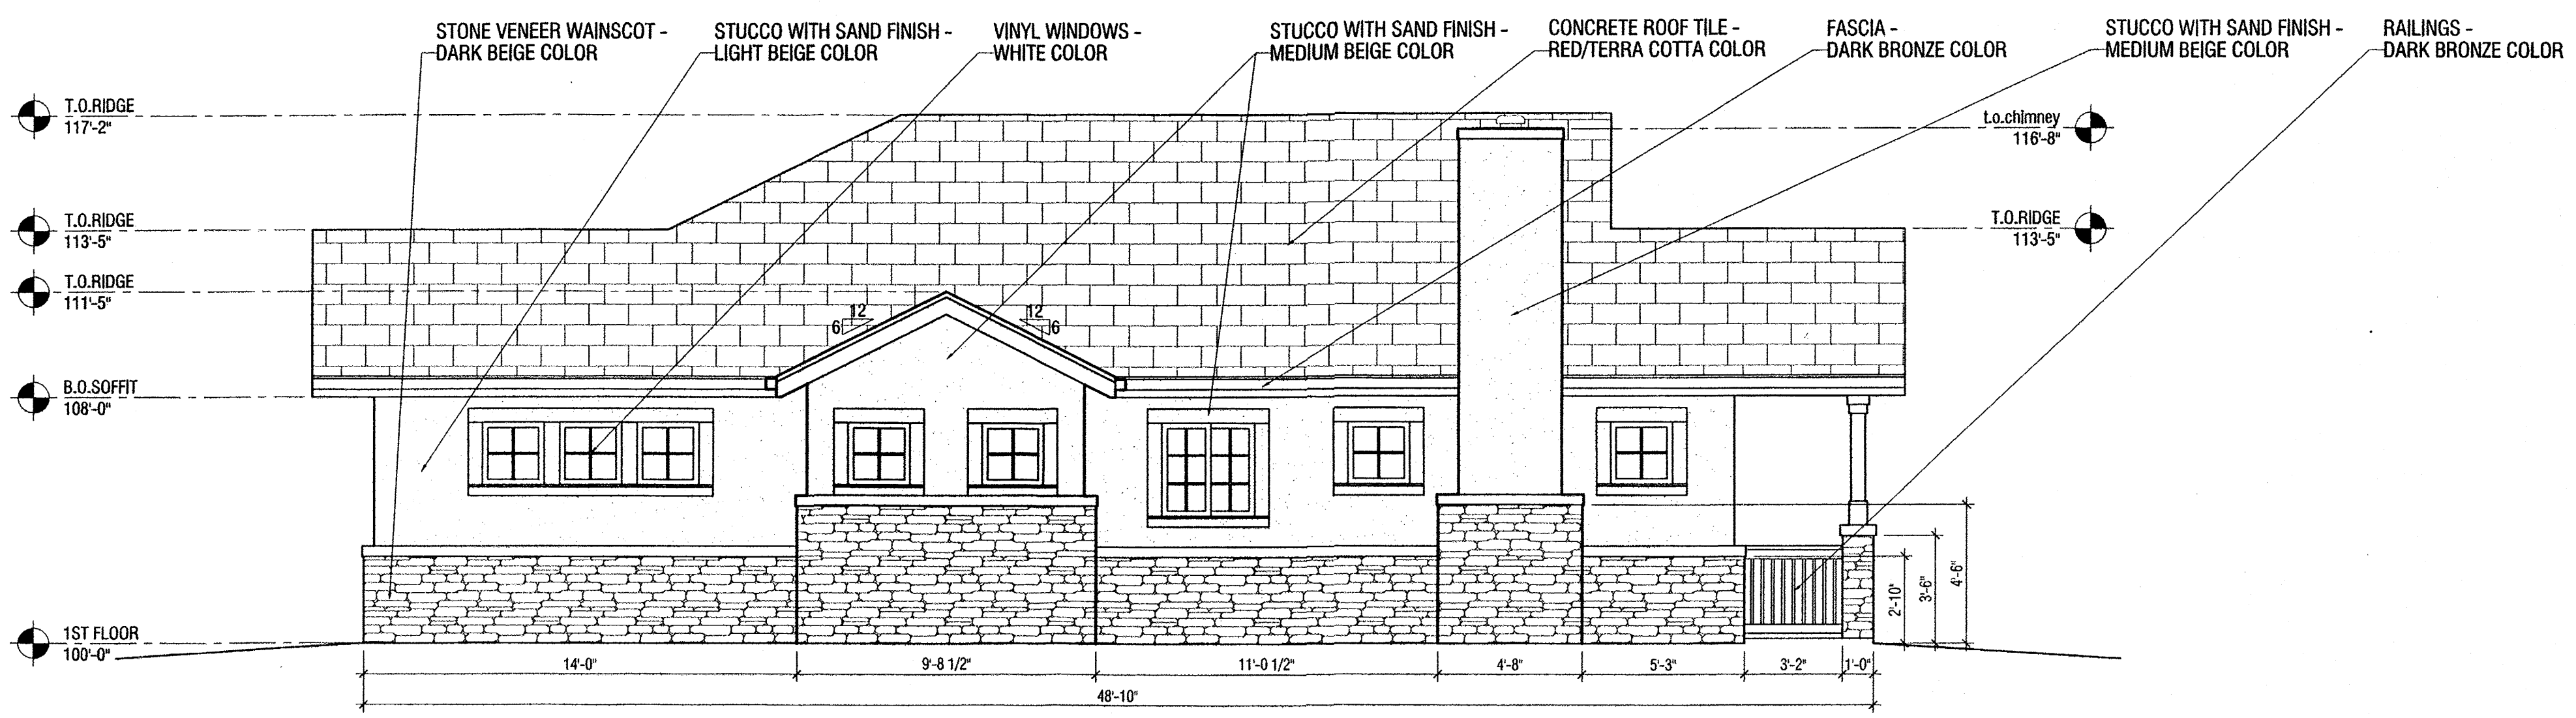 STONE VENEER WAINSCOT -
DARK BEIGE COLOR
STUCCO WITH SAND FINISH -
LIGHT BEIGE COLOR
VINYL WINDOWS -
WHITE COLOR
STUCCO WITH SAND FINISH -
MEDIUM BEIGE COLOR
CONCRETE ROOF TILE -
RED/TERRA COTTA COLOR
FASCIA -
DARK BRONZE COLOR
STUCCO WITH SAND FINISH -
MEDIUM BEIGE COLOR
RAILINGS -
DARK BRONZE COLOR
T.O.RIDGE
117'-2"
t.o.chimney
116'-8"
T.O.RIDGE
113'-5"
T.O.RIDGE
113'-5"
T.O.RIDGE
111'-5"
12
6
12
6
B.O.SOFFIT
108'-0"
2'-10"
3'-6"
4'-6"
1ST FLOOR
100'-0"
14'-0"
9'-8 1/2"
11'-0 1/2"
4'-8"
5'-3"
3'-2"
1'-0"
48'-10"